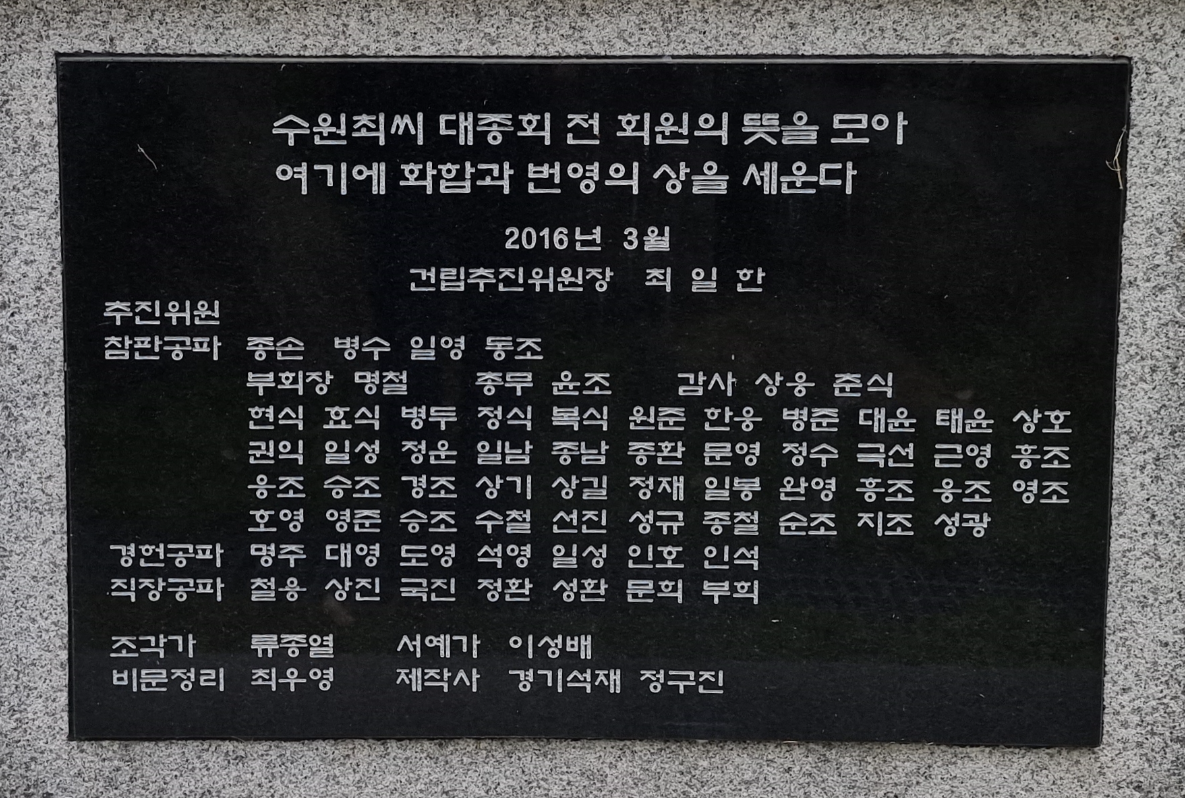 수원최씨 대종회 전 회원의 뜻을 모아
여기에 화합과 번영의 상을 세운다
2016년 3월
건립추진위원장 최 일 한
추진위원
참판공파 종손 병수 일영 동조
부회장 명철 총무 윤조 감사 상웅 춘식
현식 효식 병두 정식 복식 원준 한웅 병준 대윤 태윤 상호
권익 일성 정운 일남 종남 종환 문영 정수 극선 근영 흥조
응조 승조 경조 상기 상길 정재 일봉 완영 흥조 웅조 영조
호영 영준 승조 수철 선진 성규 종철 순조 지조 성광
경헌공파 명주 대영 도영 석영 일성 인호 인석
직장공파 철용 상진 국진 정환 성환 문희 부희
조각가 류종열 서예가 이성배
비문정리 최우영 제작사 경기석재 정구진